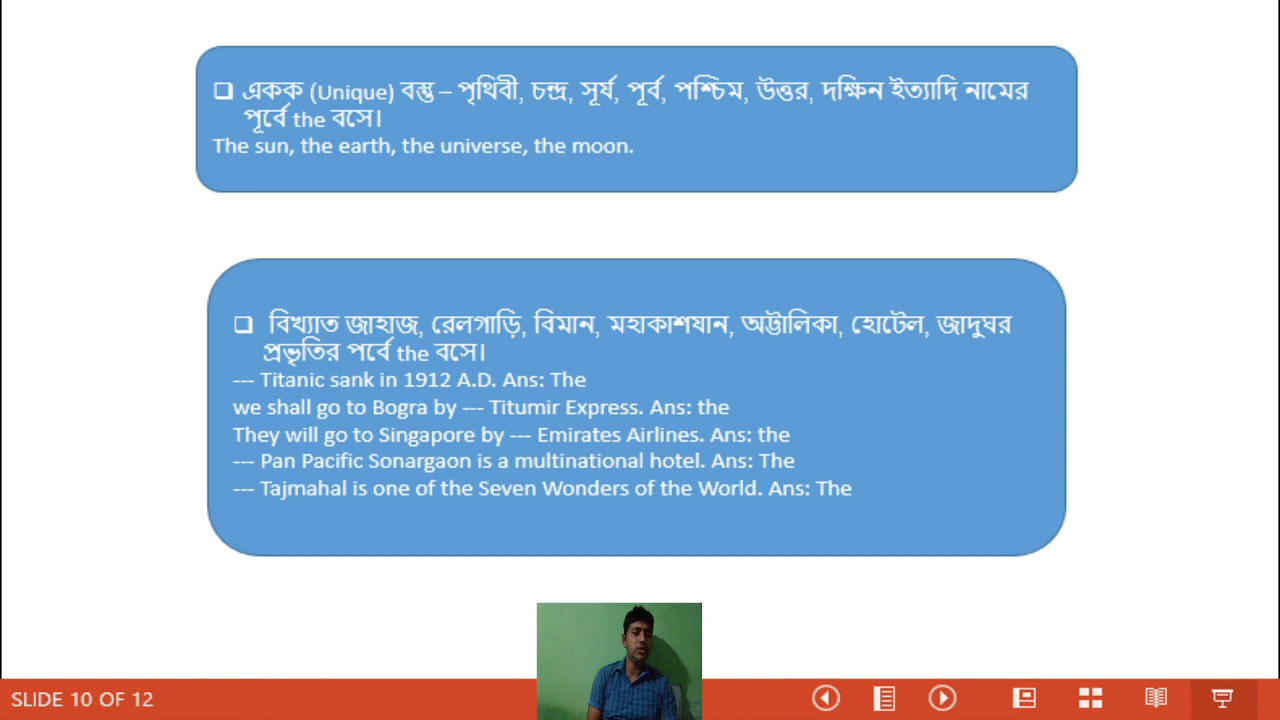 ❑ একক (Unique) বস্তু – পৃথিবী, চন্দ্র, সূর্য, পূর্ব, পশ্চিম, উত্তর, দক্ষিন ইত্যাদি নামের
পূর্বে the বসে।
The sun, the earth, the universe, the moon.
❑ বিখ্যাত জাহাজ, রেলগাড়ি, বিমান, মহাকাশযান, অট্টালিকা, হোটেল, জাদুঘর
প্রভৃতির পর্বে the বসে।
--- Titanic sank in 1912 A.D. Ans: The
we shall go to Bogra by --- Titumir Express. Ans: the
They will go to Singapore by --- Emirates Airlines. Ans: the
--- Pan Pacific Sonargaon is a multinational hotel. Ans: The
--- Tajmahal is one of the Seven Wonders of the World. Ans: The
SLIDE 10 OF 12